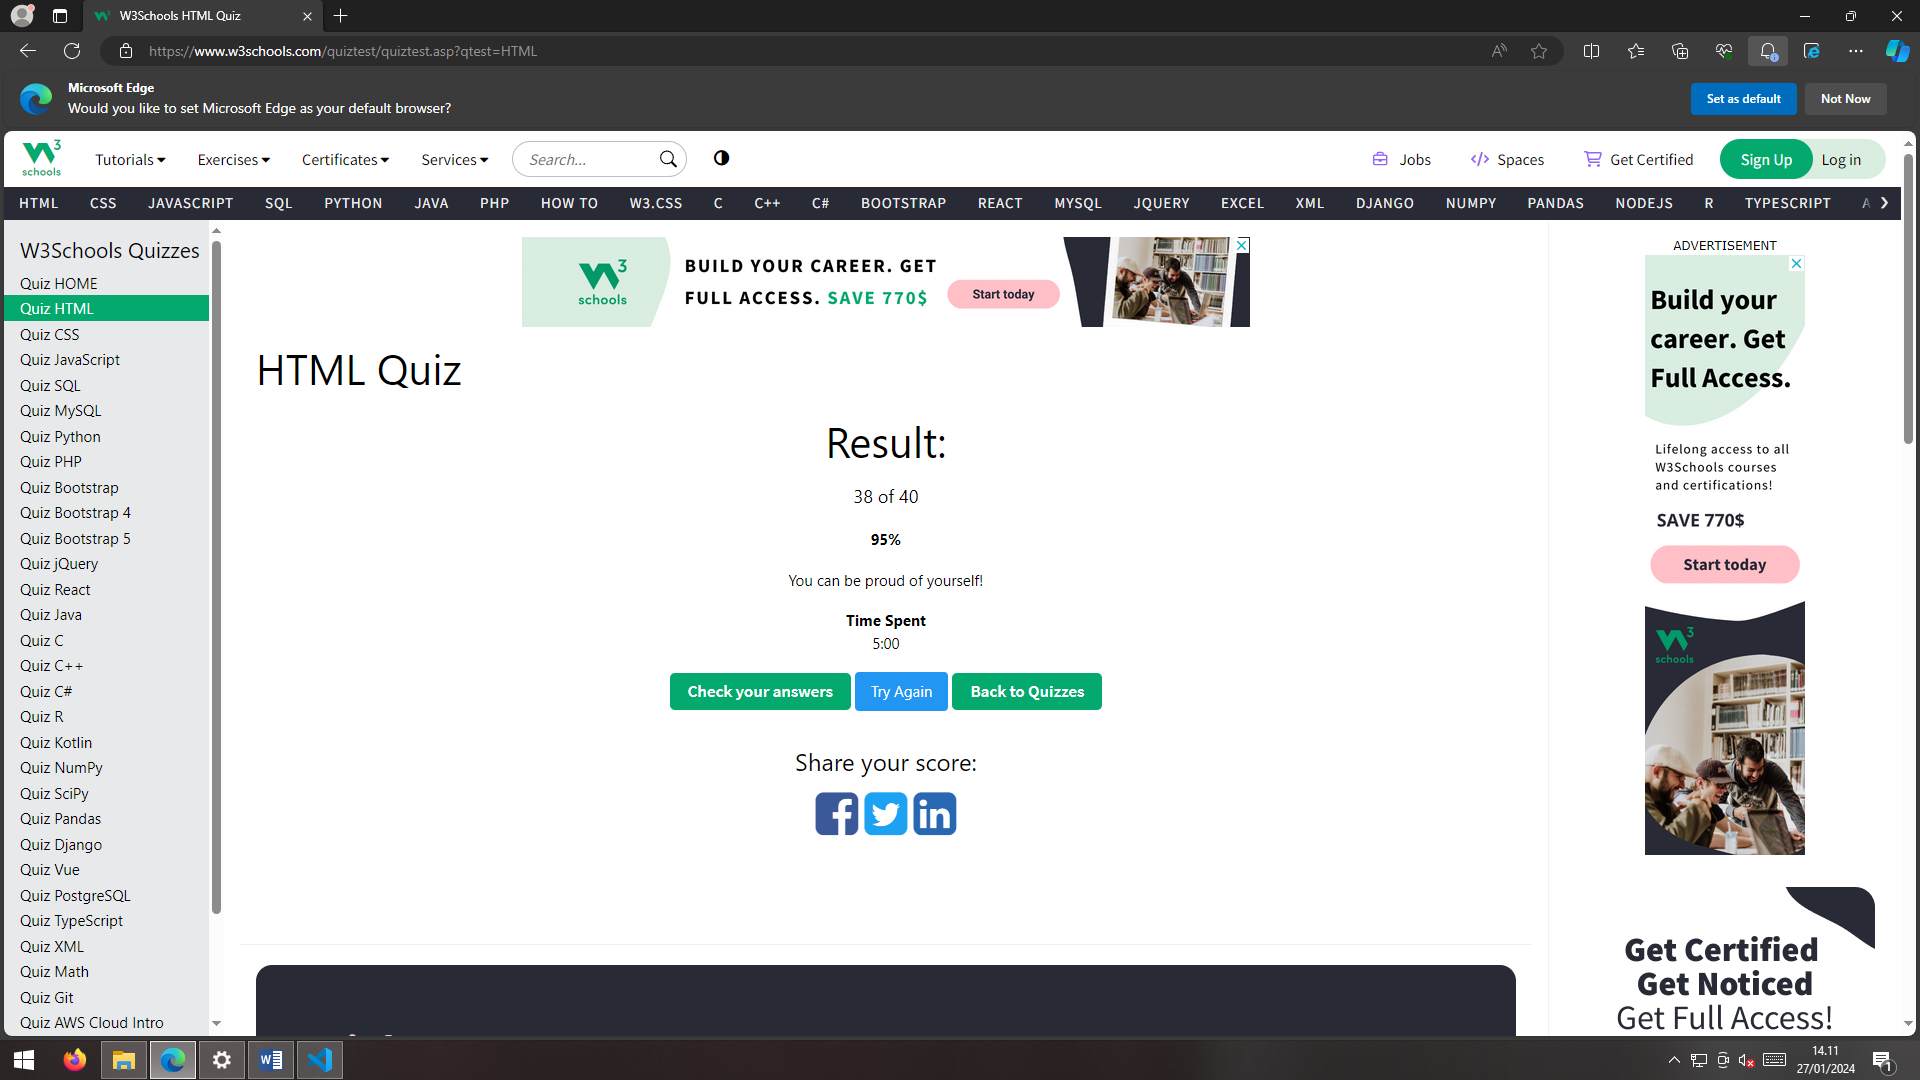 W3Schools HTML Quiz
https://www.w3schools.com/quiztest/quiztest.asp?qtest=HTML
Microsoft Edge
Would you like to set Microsoft Edge as your default browser?
Set as default
Not Now
W3 schools
Tutorials
Exercises
Certificates
Services
Search...
Jobs
Spaces
Get Certified
Sign Up
Log in
HTML CSS JAVASCRIPT SQL PYTHON JAVA PHP HOW TO W3.CSS C C++ C# BOOTSTRAP REACT MYSQL JQUERY EXCEL XML DJANGO NUMPY PANDAS NODEJS R TYPESCRIPT A
W3Schools Quizzes
Quiz HOME
Quiz HTML
Quiz CSS
Quiz JavaScript
Quiz SQL
Quiz MySQL
Quiz Python
Quiz PHP
Quiz Bootstrap
Quiz Bootstrap 4
Quiz Bootstrap 5
Quiz jQuery
Quiz React
Quiz Java
Quiz C
Quiz C++
Quiz C#
Quiz R
Quiz Kotlin
Quiz NumPy
Quiz SciPy
Quiz Pandas
Quiz Django
Quiz Vue
Quiz PostgreSQL
Quiz TypeScript
Quiz XML
Quiz Math
Quiz Git
Quiz AWS Cloud Intro
W3 schools
BUILD YOUR CAREER. GET
FULL ACCESS. SAVE 770$
Start today
HTML Quiz
Result:
38 of 40
95%
You can be proud of yourself!
Time Spent
5:00
Check your answers
Try Again
Back to Quizzes
Share your score:
ADVERTISEMENT
Build your
career. Get
Full Access.
Lifelong access to all
W3Schools courses
and certifications!
SAVE 770$
Start today
W3 schools
Get Certified
Get Noticed
Get Full Access!
14.11
27/01/2024
1